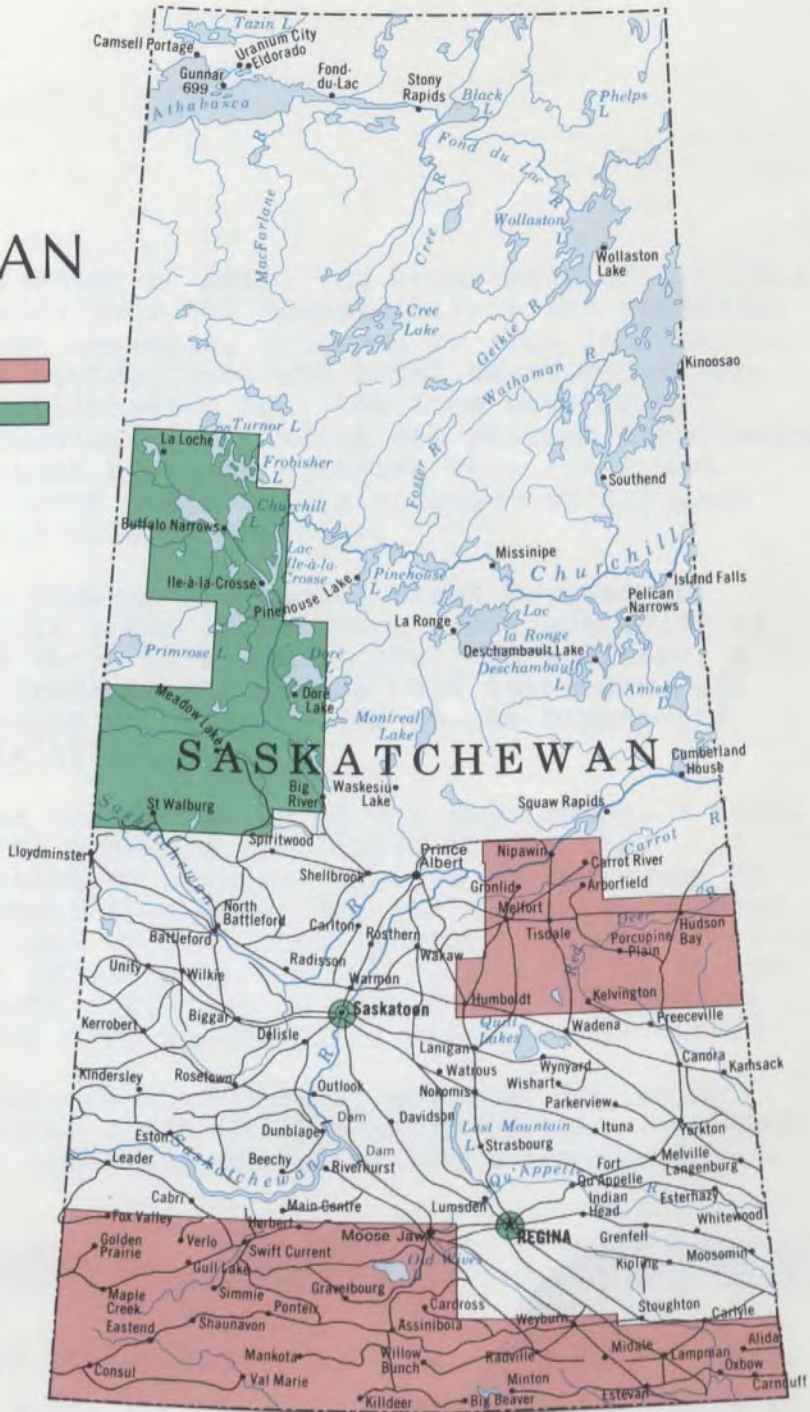 AN
Tazin L
Camsell Portage
Uranium City
Eldorado
Gunnar
699
Fond-
du-Lac
Stony
Rapids
Black
L
Phelps
L
Athabasca
Fond du Lac R
MacFarlane R
Cree R
Wollaston
L
Wollaston
Lake
Cree
Lake
Geikie R
Wathaman R
Kinoosao
La Loche
Turnor L
Frobisher
L
Foster R
Southend
Churchill
L
Buffalo Narrows
Lac
Ile-à-la-
Crosse
Ile-à-la-Crosse
Missinipe
Churchill
Pinehouse
L
Pinehouse Lake
Island Falls
Pelican
Narrows
La Ronge
Lac
la Ronge
Deschambault Lake
Deschambault
L
Primrose L
Doré
L
Doré
Lake
Amisk
L
Meadow Lake
Montreal
Lake
SASKATCHEWAN
Cumberland
House
Big
River
Waskesiu
Lake
Squaw Rapids
St Walburg
Saskatchewan
R
Carrot R
Spiritwood
Lloydminster
Prince
Albert
Nipawin
Carrot River
Shellbrook
Gronlid
Arborfield
North
Battleford
Carlton
Melfort
Red Deer R
Hudson
Bay
Battleford
Rosthern
Tisdale
Porcupine
Plain
Radisson
Wakaw
Unity
Wilkie
Warman
Humboldt
Kelvington
Saskatoon
Preeceville
Biggar
Quill
Lakes
Wadena
Kerrobert
Delisle
Lanigan
Canora
Kamsack
Watrous
Wynyard
Wishart
Kindersley
Rosetown
Outlook
Nokomis
Parkerview
R
Dam
Davidson
Last Mountain
L
Ituna
Yorkton
Eston
Dunblane
Strasbourg
Saskatchewan
Dam
Melville
Langenburg
Leader
Beechy
Riverhurst
Qu'Appelle
R
Fort
Qu'Appelle
Cabri
Lumsden
Indian
Head
Esterhazy
Main Centre
Fox Valley
Herbert
Moose Jaw
REGINA
Grenfell
Whitewood
Golden
Prairie
Verlo
Swift Current
Old Wives
L
Kipling
Moosomin
Gull Lake
Maple
Creek
Simmie
Gravelbourg
Stoughton
Ponteix
Cardross
Carlyle
Eastend
Shaunavon
Assiniboia
Weyburn
Alida
Mankota
Willow
Bunch
Radville
Midale
Lampman
Oxbow
Consul
Val Marie
Minton
Carnduff
Killdeer
Big Beaver
Estevan